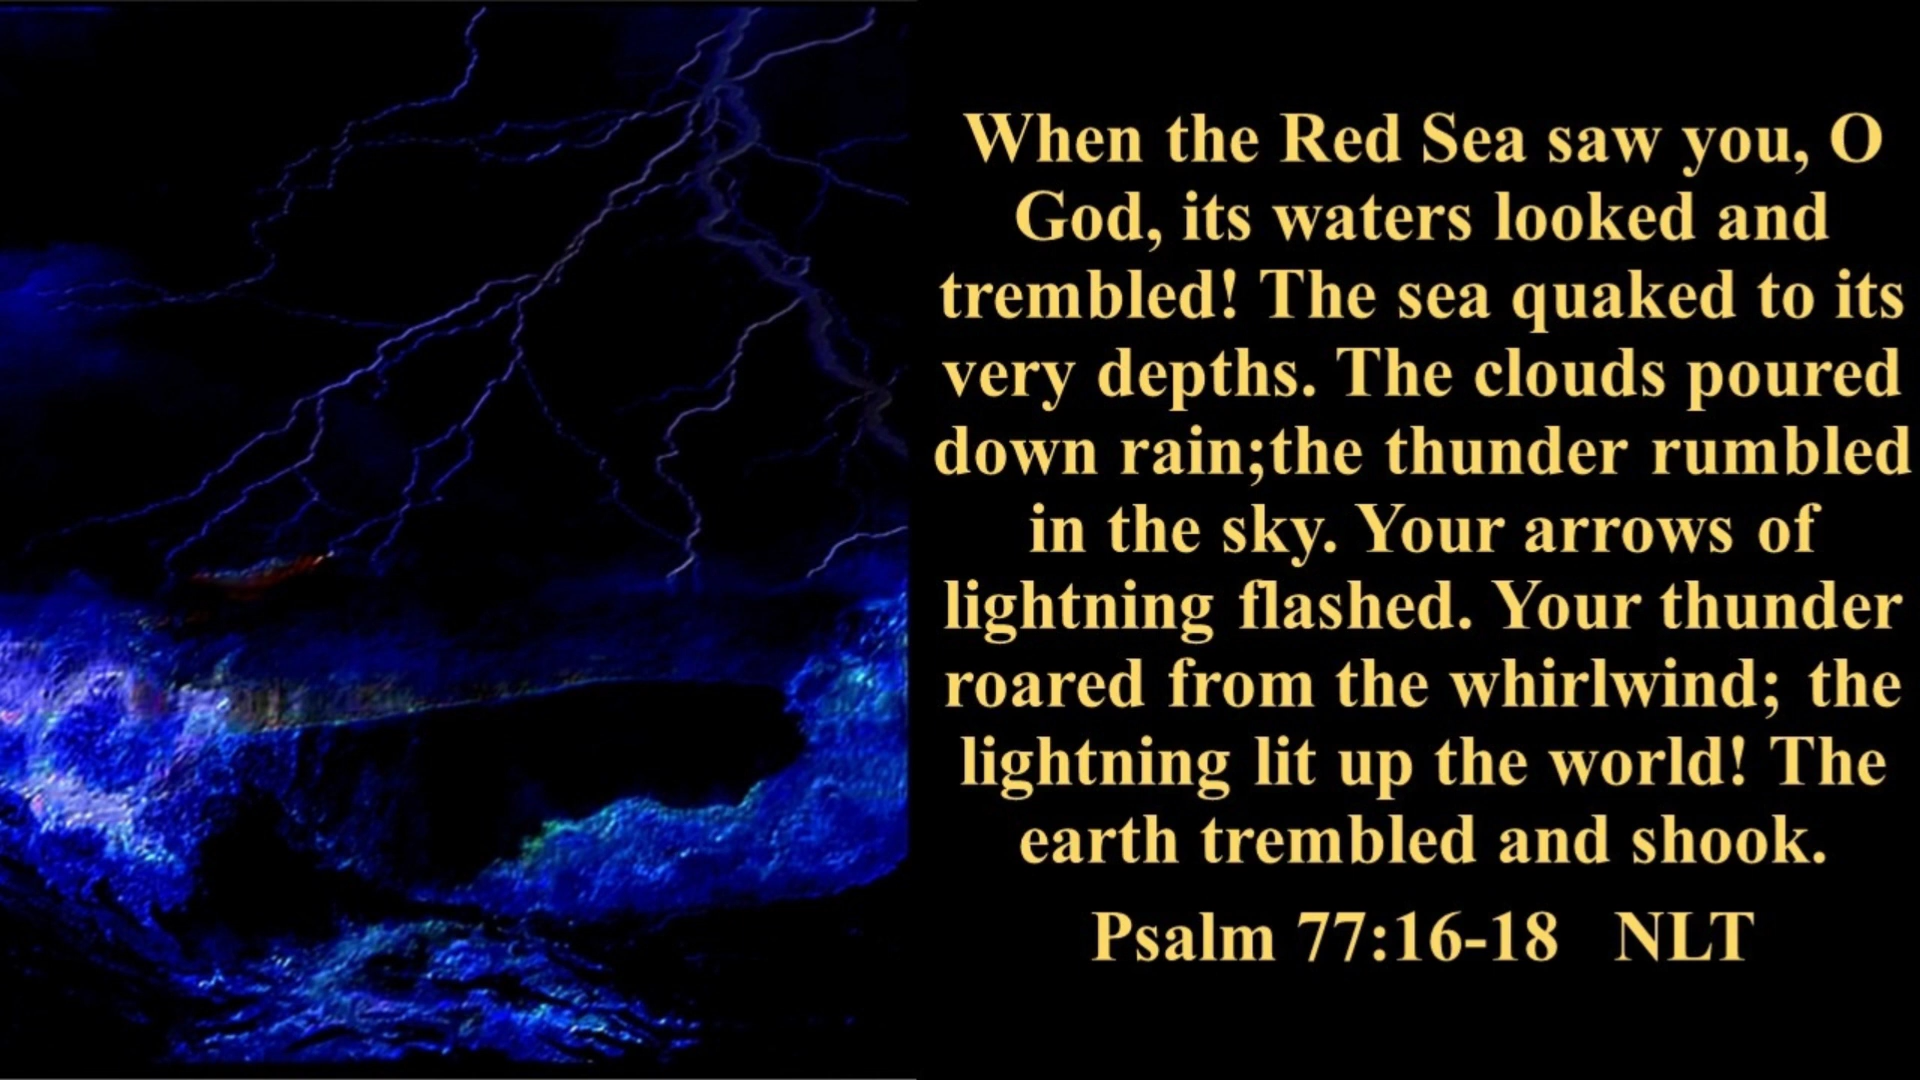 When the Red Sea saw you, O
God, its waters looked and
trembled! The sea quaked to its
very depths. The clouds poured
down rain;the thunder rumbled
in the sky. Your arrows of
lightning flashed. Your thunder
roared from the whirlwind; the
lightning lit up the world! The
earth trembled and shook.
Psalm 77:16-18 NLT